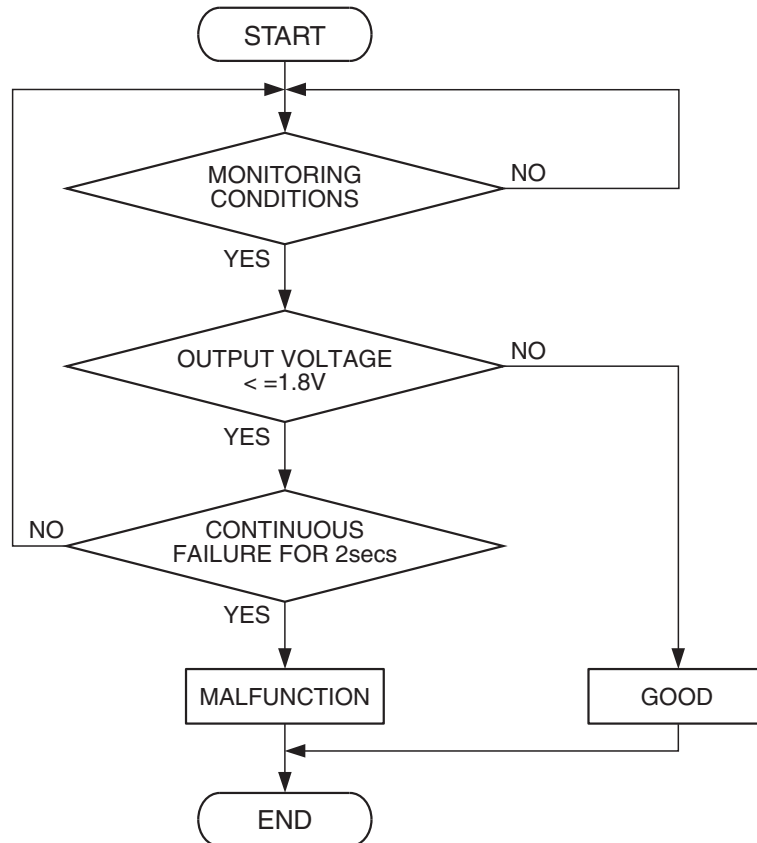 START
MONITORING
CONDITIONS
NO
YES
OUTPUT VOLTAGE
< =1.8V
NO
YES
CONTINUOUS
FAILURE FOR 2secs
NO
YES
MALFUNCTION
GOOD
END